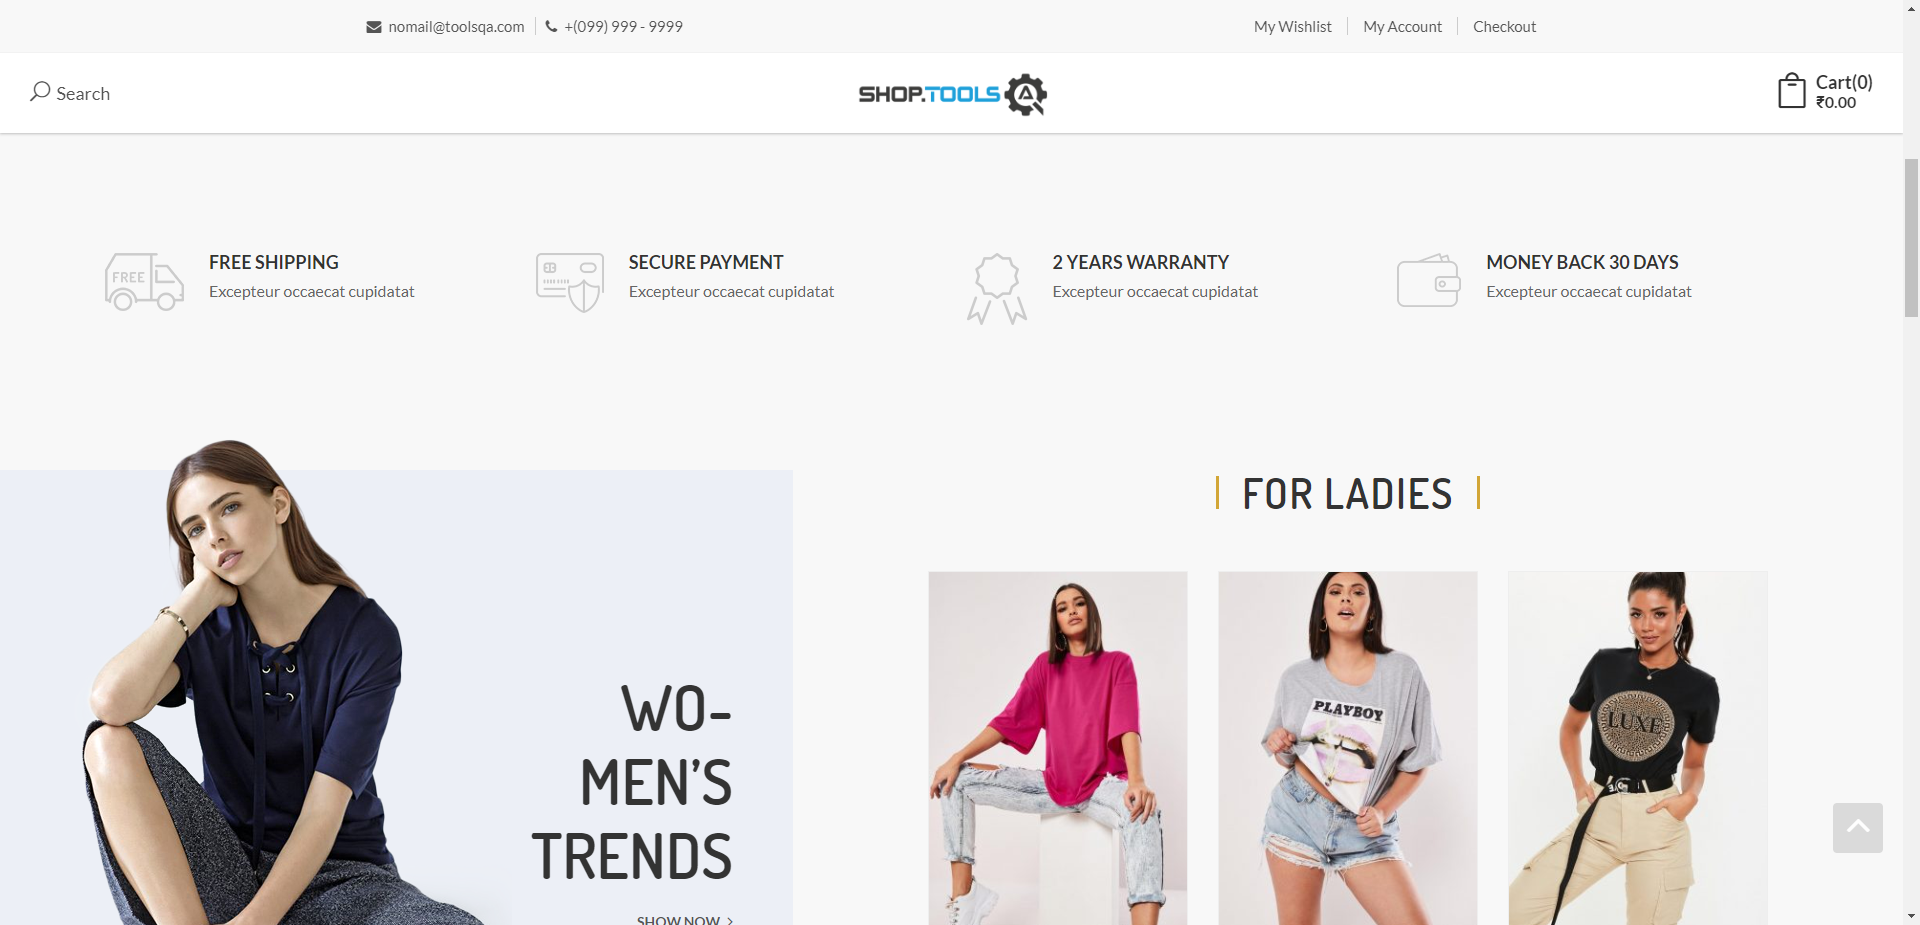 nomail@toolsqa.com
+(099) 999 - 9999
My Wishlist
My Account
Checkout
Search
SHOP.TOOLS
Cart(0)
₹0.00
FREE
FREE SHIPPING
Excepteur occaecat cupidatat
SECURE PAYMENT
Excepteur occaecat cupidatat
2 YEARS WARRANTY
Excepteur occaecat cupidatat
MONEY BACK 30 DAYS
Excepteur occaecat cupidatat
WO-
MEN’S
TRENDS
SHOW NOW
FOR LADIES
PLAYBOY
LUXE